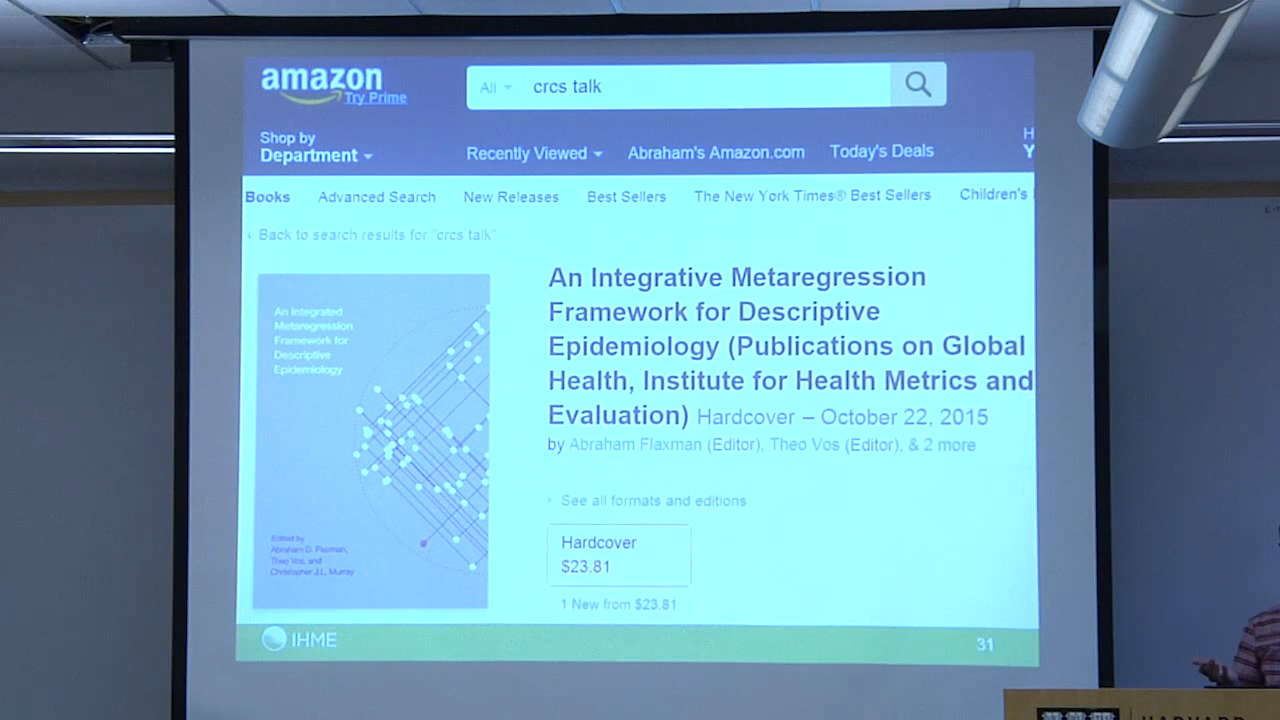 amazon
Try Prime
All
crcs talk
Shop by
Department
Recently Viewed
Abraham's Amazon.com
Today's Deals
H
Y
Books
Advanced Search
New Releases
Best Sellers
The New York Times® Best Sellers
Children's
‹ Back to search results for "crcs talk"
An Integrated
Metaregression
Framework for
Descriptive
Epidemiology
Edited by
Abraham D. Flaxman,
Theo Vos, and
Christopher J.L. Murray
An Integrative Metaregression
Framework for Descriptive
Epidemiology (Publications on Global
Health, Institute for Health Metrics and
Evaluation) Hardcover – October 22, 2015
by Abraham Flaxman (Editor), Theo Vos (Editor), & 2 more
› See all formats and editions
Hardcover
$23.81
1 New from $23.81
IHME
31
HARVARD